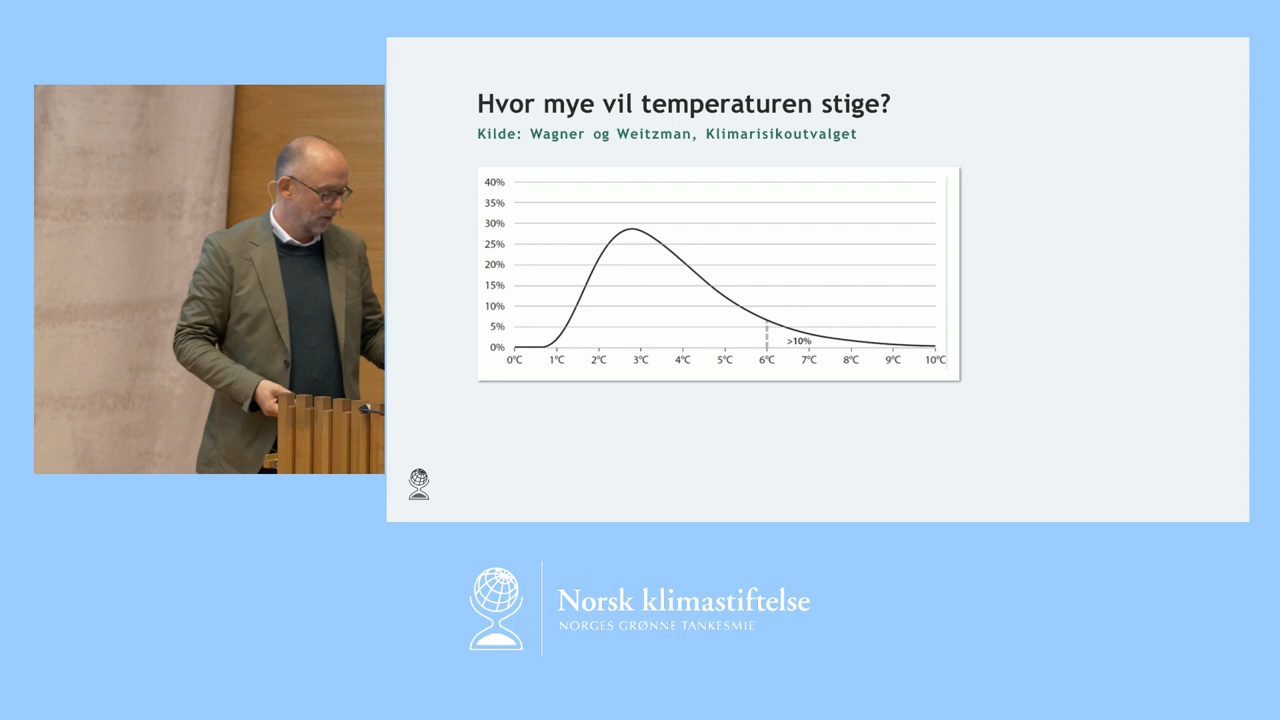 Hvor mye vil temperaturen stige?
Kilde: Wagner og Weitzman, Klimarisikoutvalget
40%
35%
30%
25%
20%
15%
10%
5%
0%
>10%
0°C 1°C 2°C 3°C 4°C 5°C 6°C 7°C 8°C 9°C 10°C
Norsk klimastiftelse
NORGES GRØNNE TANKESMIE